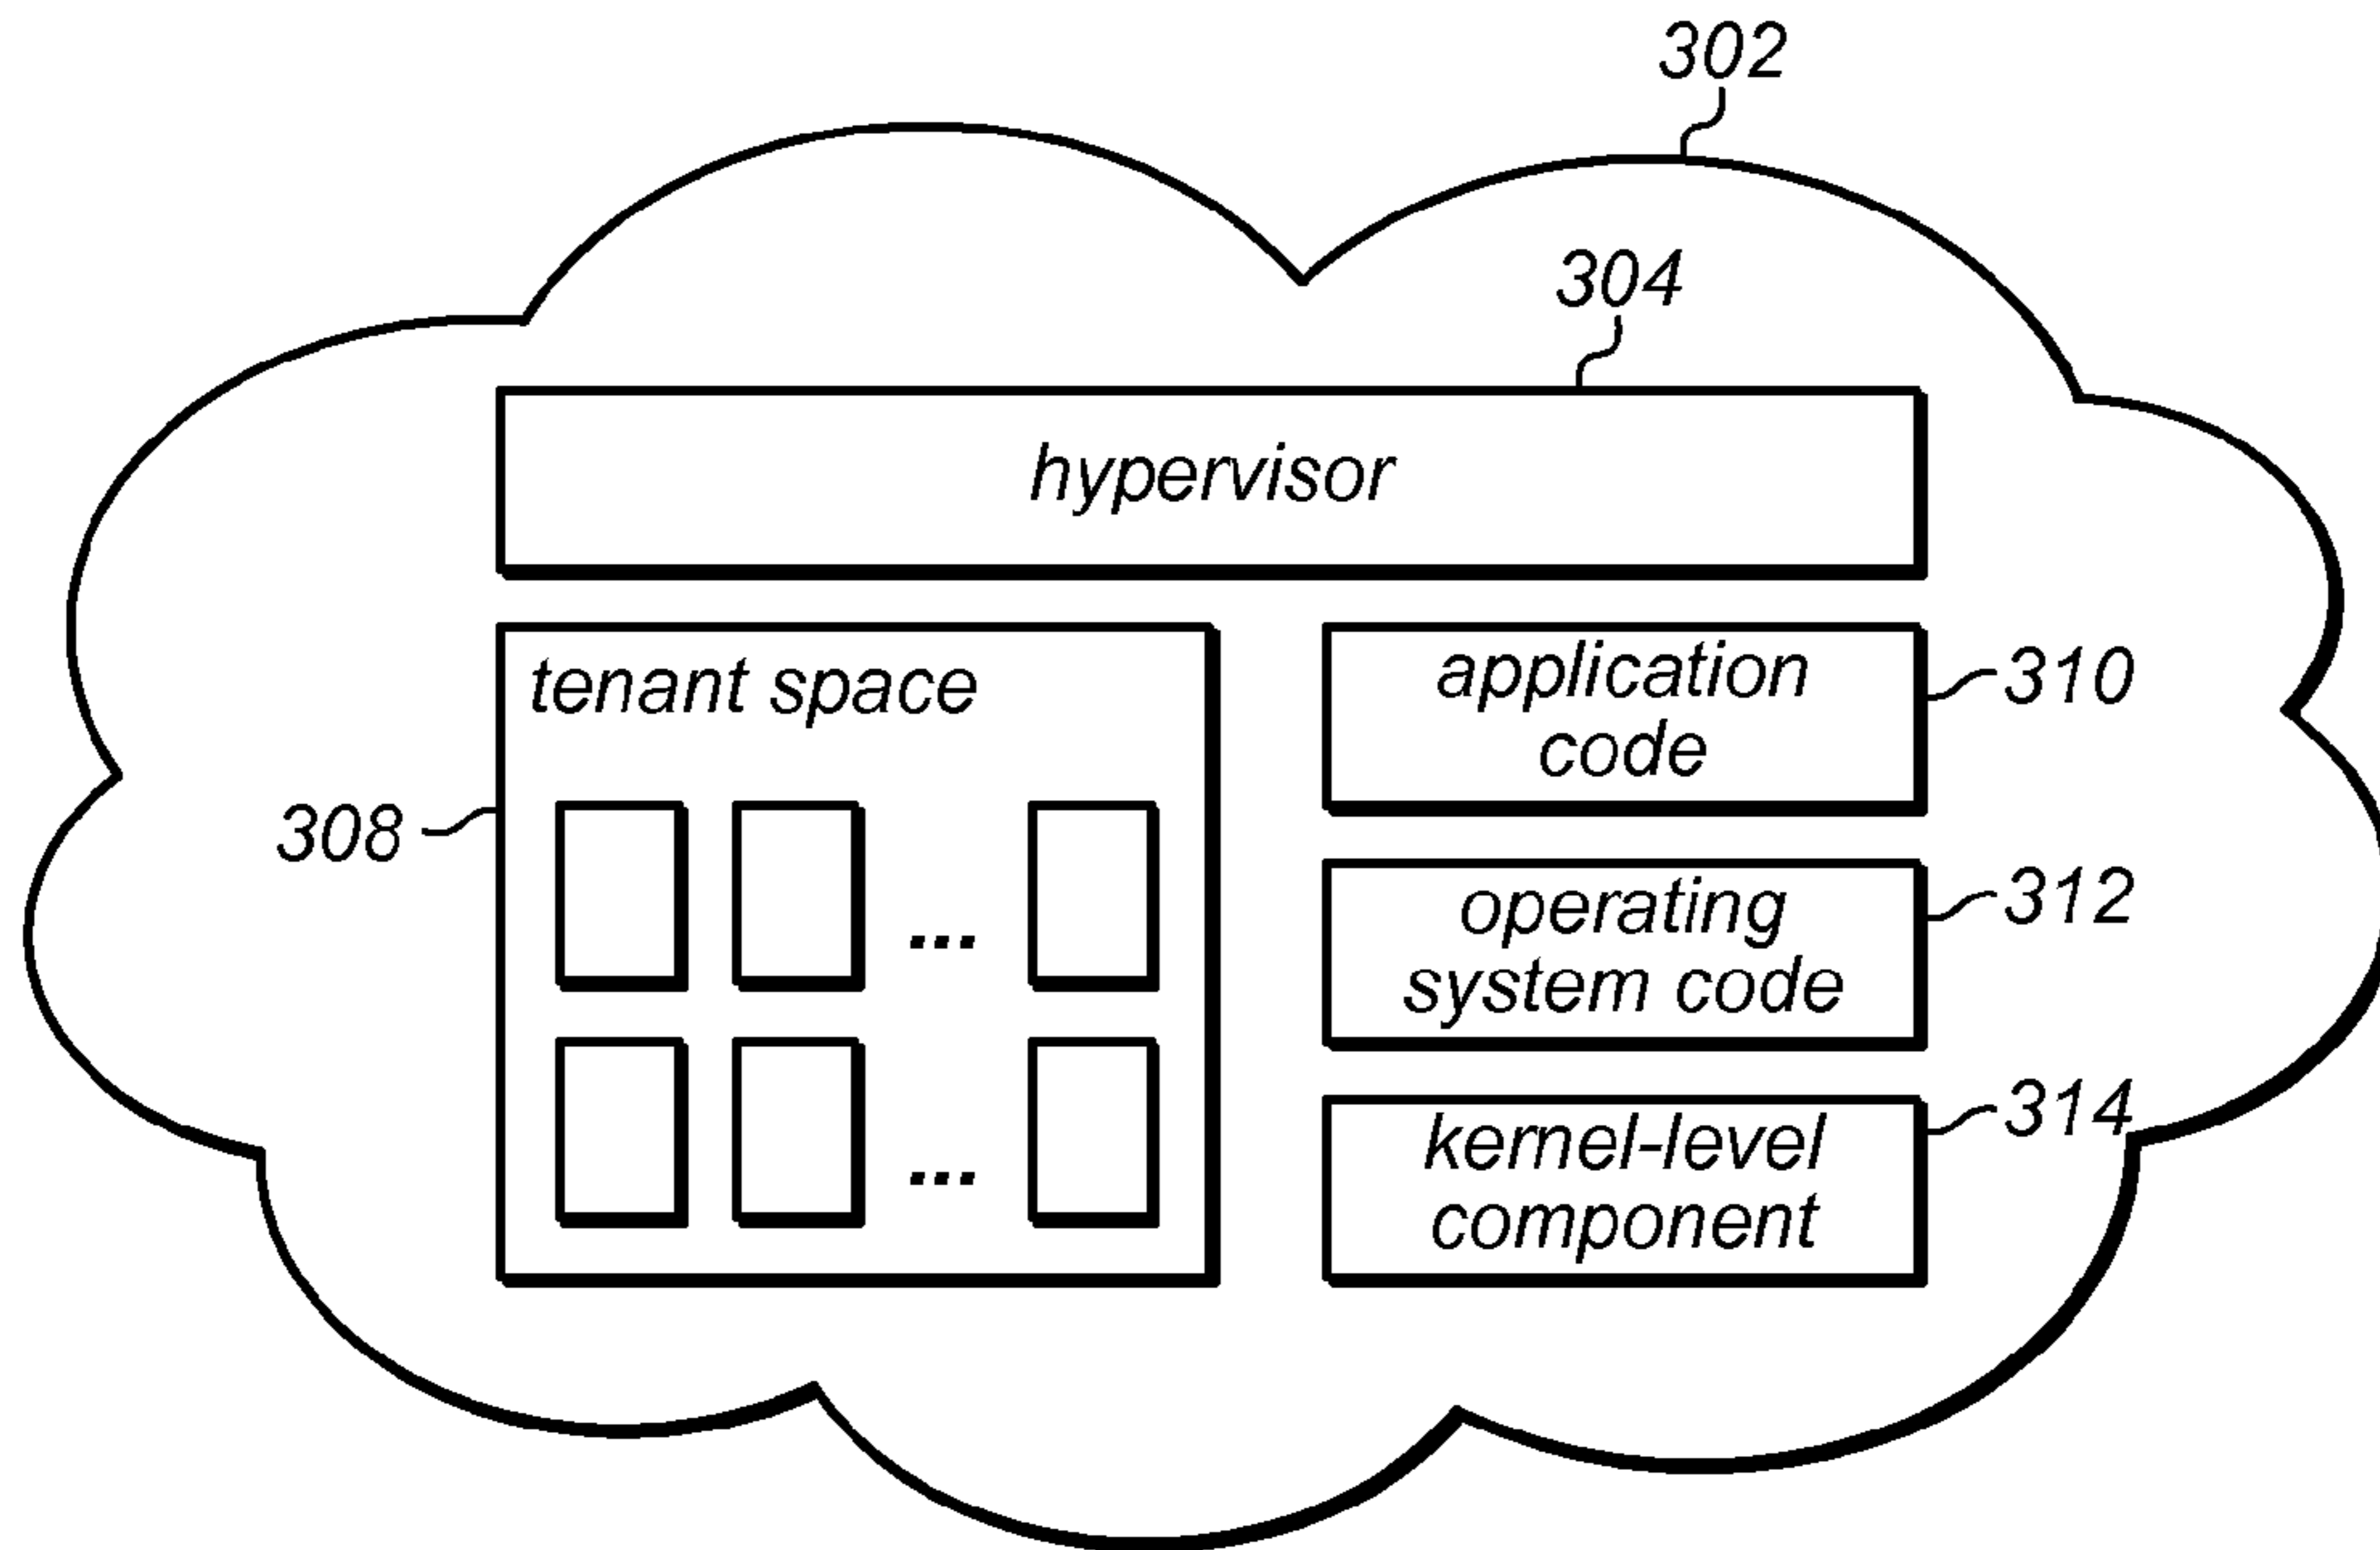 302
304
hypervisor
tenant space
308
...
...
application
code
310
operating
system code
312
kernel-level
component
314